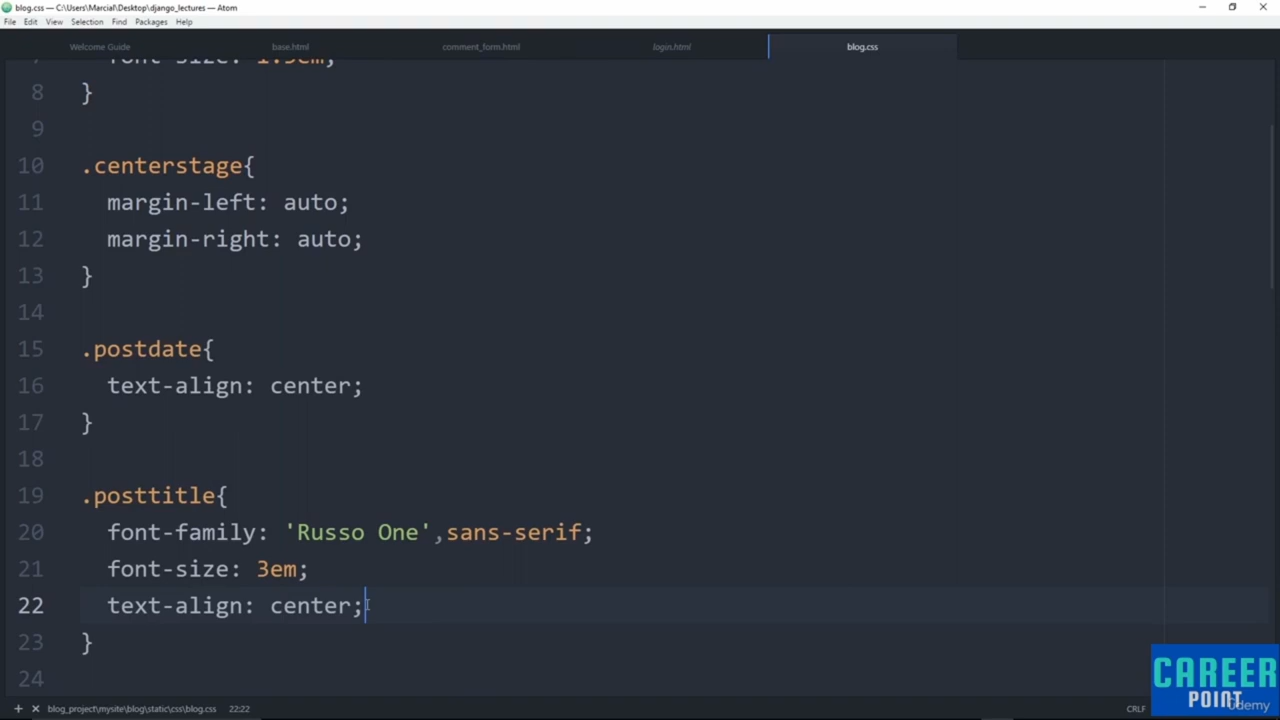 blog.css — C:\Users\Marcial\Desktop\django_lectures — Atom
File Edit View Selection Find Packages Help
Welcome Guide base.html comment_form.html login.html blog.css
8 }
9
10 .centerstage{
11 margin-left: auto;
12 margin-right: auto;
13 }
14
15 .postdate{
16 text-align: center;
17 }
18
19 .posttitle{
20 font-family: 'Russo One',sans-serif;
21 font-size: 3em;
22 text-align: center;
23 }
24
CAREER
POINT
udemy
blog_project\mysite\blog\static\css\blog.css 22:22 CRLF